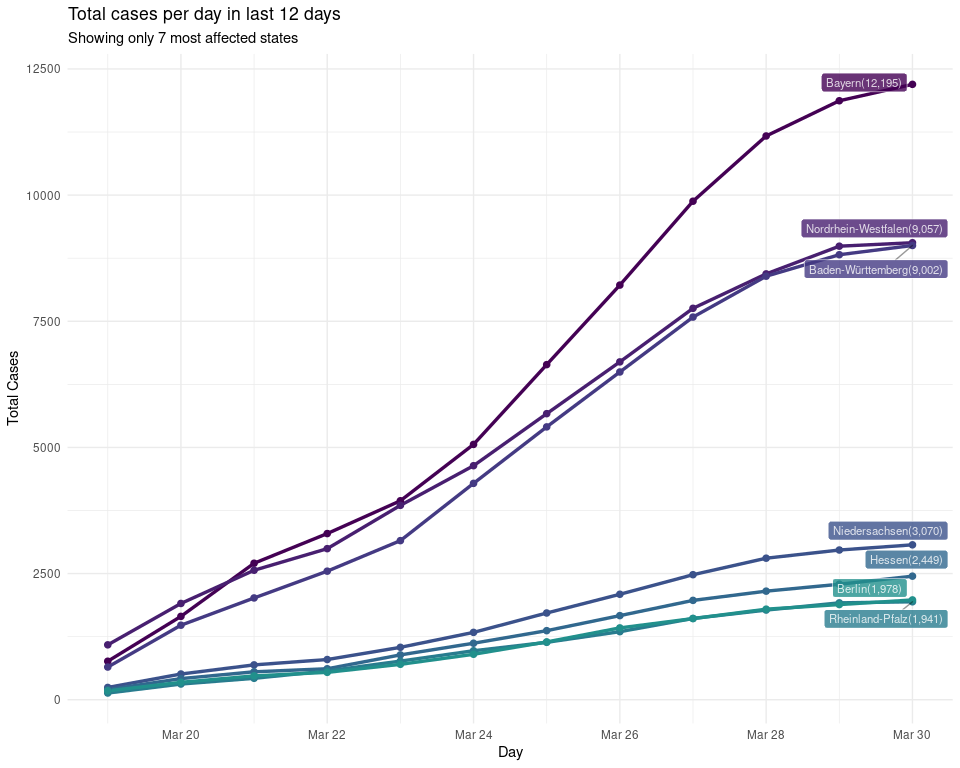 Total cases per day in last 12 days
Showing only 7 most affected states
12500
10000
7500
5000
2500
0
Total Cases
Bayern(12,195)
Nordrhein-Westfalen(9,057)
Baden-Württemberg(9,002)
Niedersachsen(3,070)
Hessen(2,449)
Berlin(1,978)
Rheinland-Pfalz(1,941)
Mar 20 Mar 22 Mar 24 Mar 26 Mar 28 Mar 30
Day